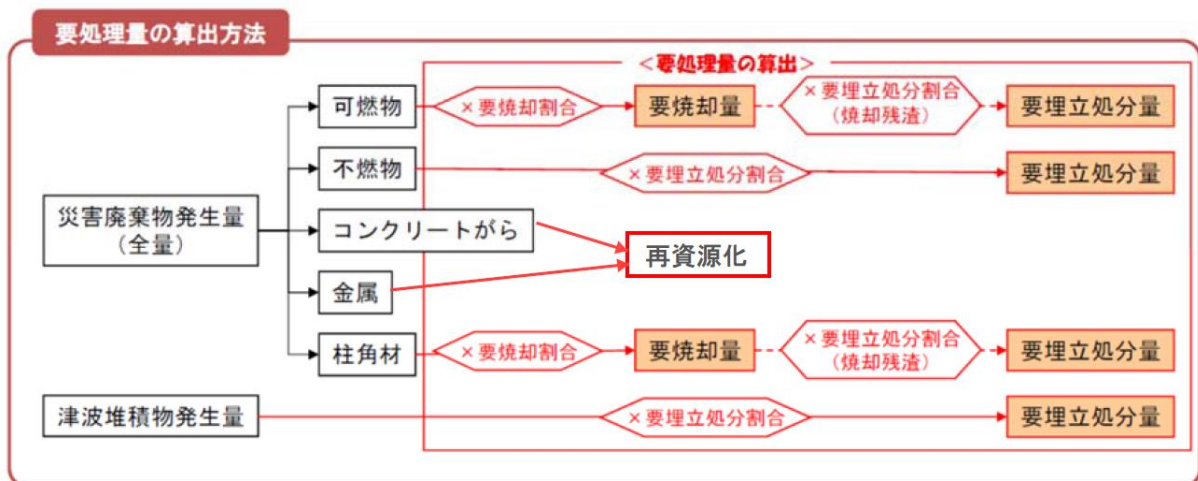 要処理量の算出方法
＜要処理量の算出＞
可燃物
×要焼却割合
要焼却量
×要埋立処分割合
（焼却残渣）
要埋立処分量
不燃物
×要埋立処分割合
要埋立処分量
災害廃棄物発生量
（全量）
コンクリートがら
再資源化
金属
柱角材
×要焼却割合
要焼却量
×要埋立処分割合
（焼却残渣）
要埋立処分量
津波堆積物発生量
×要埋立処分割合
要埋立処分量